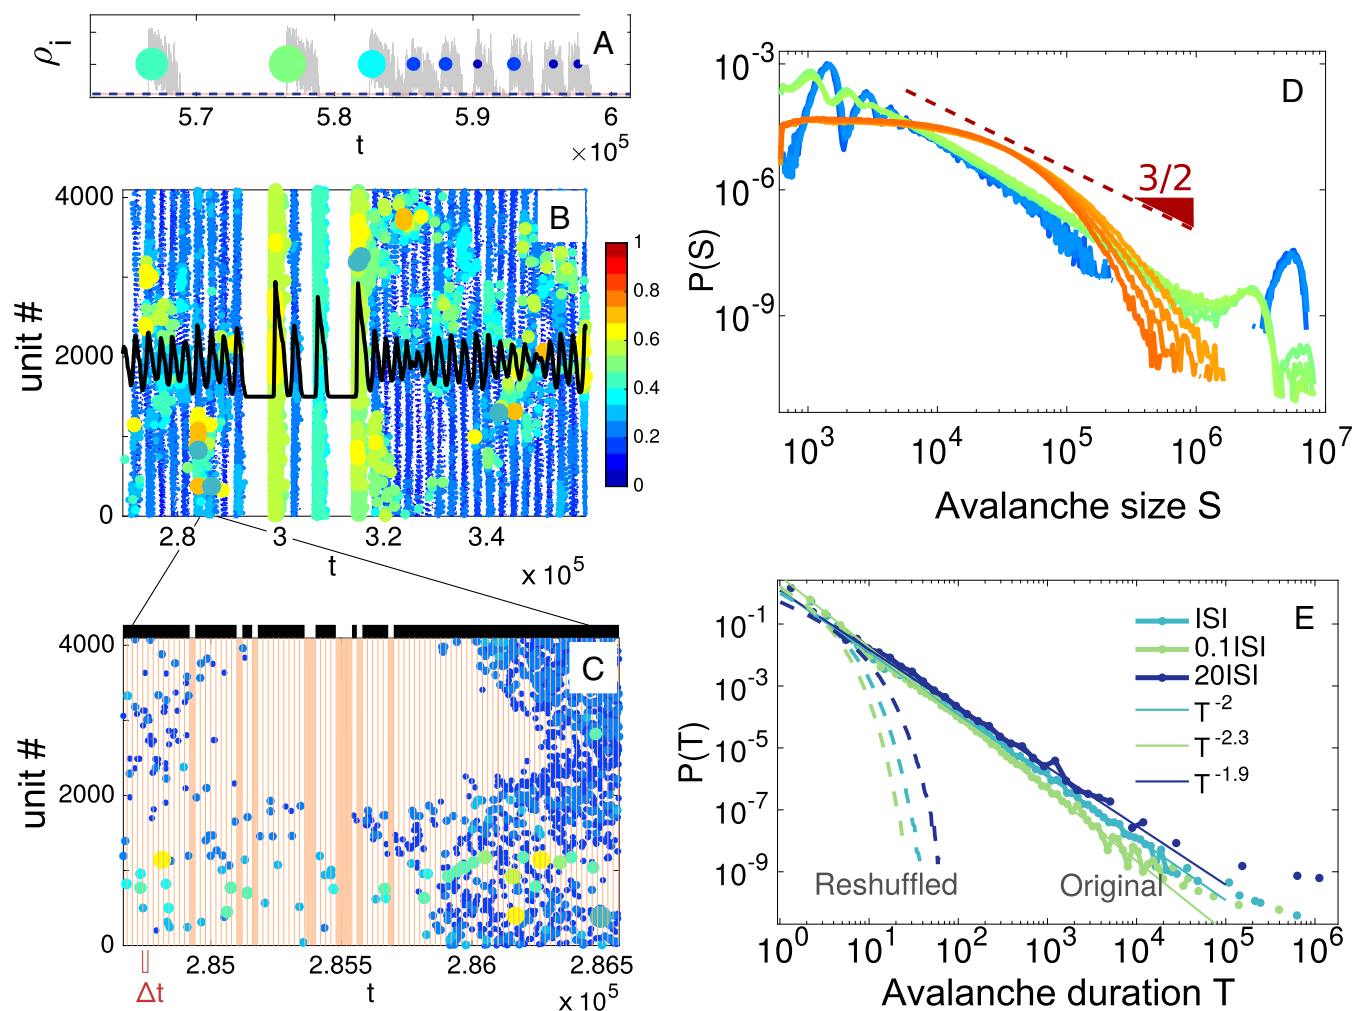 A
ρi
5.7 5.8 5.9 6
t
×10^5
B
unit #
4000
2000
0
1
0.8
0.6
0.4
0.2
0
2.8 3 3.2 3.4
t
x 10^5
C
unit #
4000
2000
0
2.85 2.855 2.86 2.865
Δt
t
x 10^5
D
P(S)
10^-3
10^-6
10^-9
3/2
10^3 10^4 10^5 10^6 10^7
Avalanche size S
E
P(T)
10^-1
10^-3
10^-5
10^-7
10^-9
ISI
0.1ISI
20ISI
T^-2
T^-2.3
T^-1.9
Reshuffled
Original
10^0 10^1 10^2 10^3 10^4 10^5 10^6
Avalanche duration T